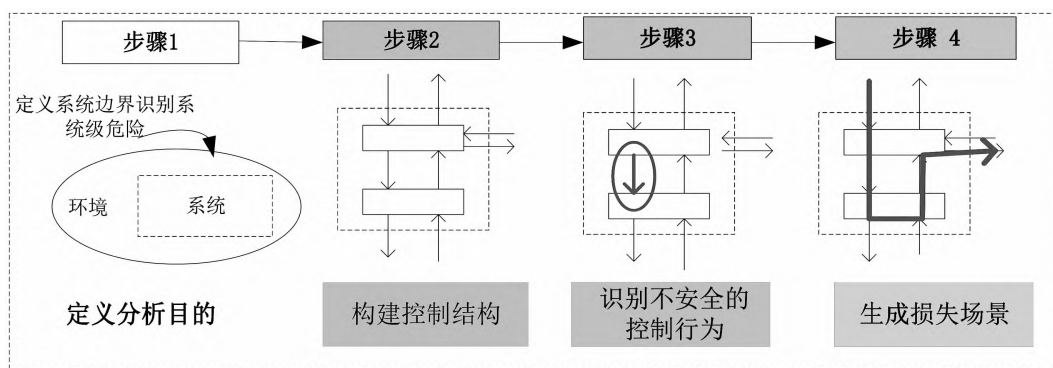 步骤1
步骤2
步骤3
步骤 4
定义系统边界识别系
统级危险
环境
系统
定义分析目的
构建控制结构
识别不安全的
控制行为
生成损失场景